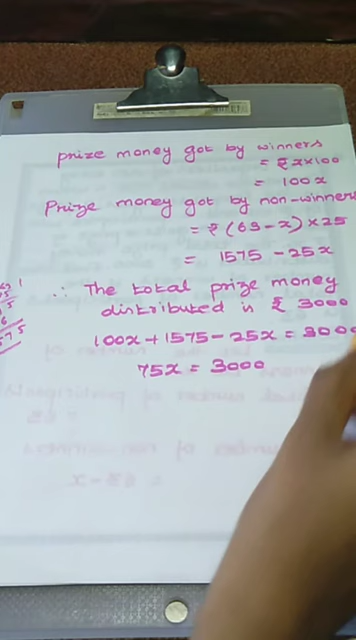 prize money got by winners
= ₹ x×100
= 100x
Prize money got by non-winners
= ₹ (63-x) ×25
= 1575 - 25x
∴ The total prize money
distributed is ₹ 3000
100x + 1575 - 25x = 3000
75x = 3000